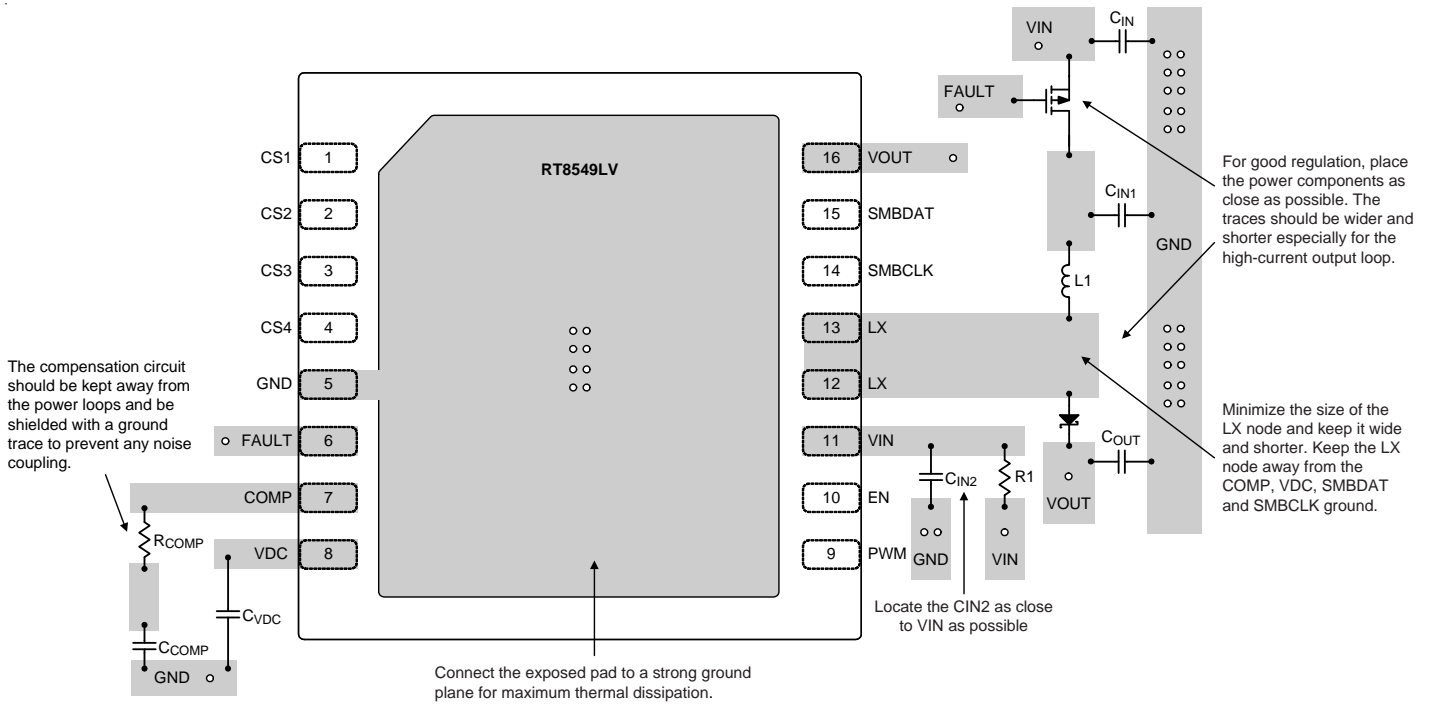 VIN
CIN
FAULT
RT8549LV
CS1 1
CS2 2
CS3 3
CS4 4
GND 5
FAULT 6
COMP 7
VDC 8
16 VOUT
15 SMBDAT
14 SMBCLK
13 LX
12 LX
11 VIN
10 EN
9 PWM
CIN1
GND
L1
COUT
VOUT
For good regulation, place
the power components as
close as possible. The
traces should be wider and
shorter especially for the
high-current output loop.
Minimize the size of the
LX node and keep it wide
and shorter. Keep the LX
node away from the
COMP, VDC, SMBDAT
and SMBCLK ground.
The compensation circuit
should be kept away from
the power loops and be
shielded with a ground
trace to prevent any noise
coupling.
RCOMP
CVDC
CCOMP
GND
CIN2
R1
GND
VIN
Locate the CIN2 as close
to VIN as possible
Connect the exposed pad to a strong ground
plane for maximum thermal dissipation.